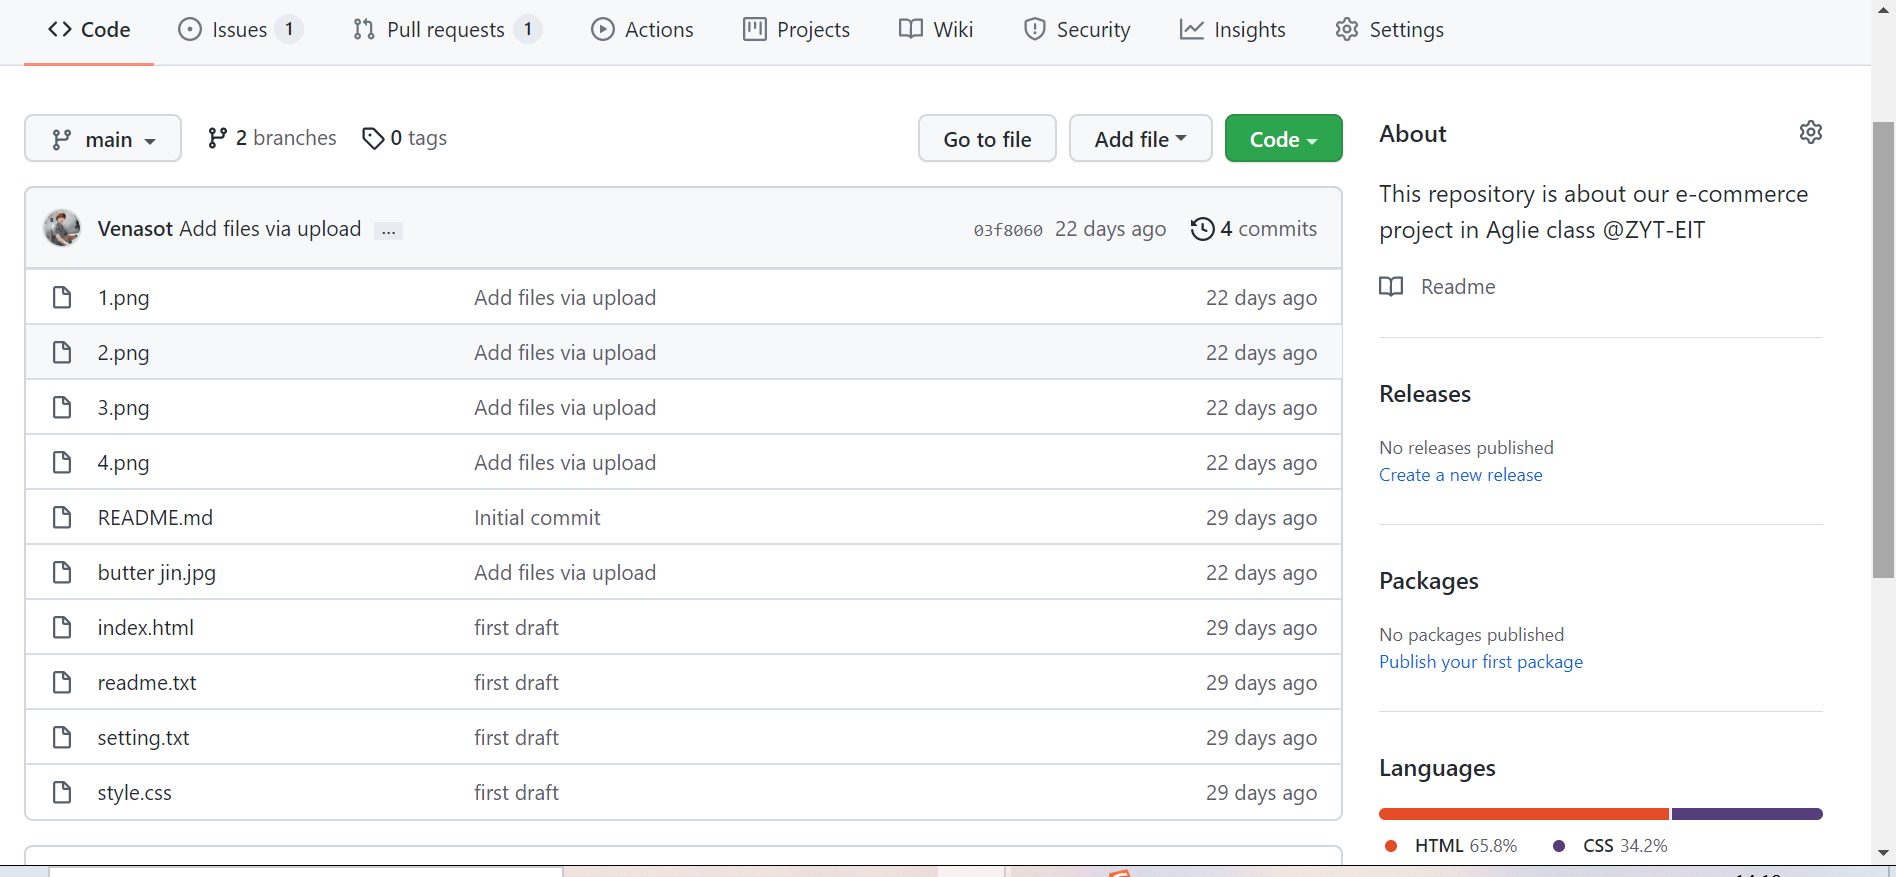 Code Issues 1 Pull requests 1 Actions Projects Wiki Security Insights Settings
main 2 branches 0 tags Go to file Add file Code
Venasot Add files via upload ... 03f8060 22 days ago 4 commits
1.png Add files via upload 22 days ago
2.png Add files via upload 22 days ago
3.png Add files via upload 22 days ago
4.png Add files via upload 22 days ago
README.md Initial commit 29 days ago
butter jin.jpg Add files via upload 22 days ago
index.html first draft 29 days ago
readme.txt first draft 29 days ago
setting.txt first draft 29 days ago
style.css first draft 29 days ago
About
This repository is about our e-commerce
project in Aglie class @ZYT-EIT
Readme
Releases
No releases published
Create a new release
Packages
No packages published
Publish your first package
Languages
HTML 65.8% CSS 34.2%